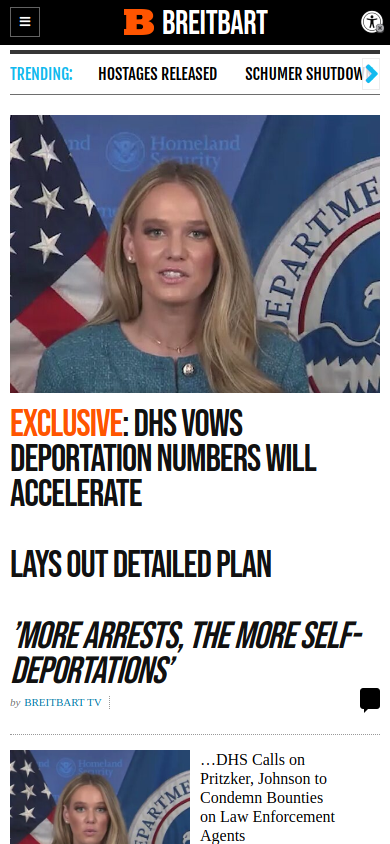 BREITBART
TRENDING:
HOSTAGES RELEASED
SCHUMER SHUTDOW
Homeland
Security
DEPARTME
EXCLUSIVE: DHS VOWS
DEPORTATION NUMBERS WILL
ACCELERATE
LAYS OUT DETAILED PLAN
’MORE ARRESTS, THE MORE SELF-
DEPORTATIONS’
by BREITBART TV
Homeland
Security
…DHS Calls on
Pritzker, Johnson to
Condemn Bounties
on Law Enforcement
Agents